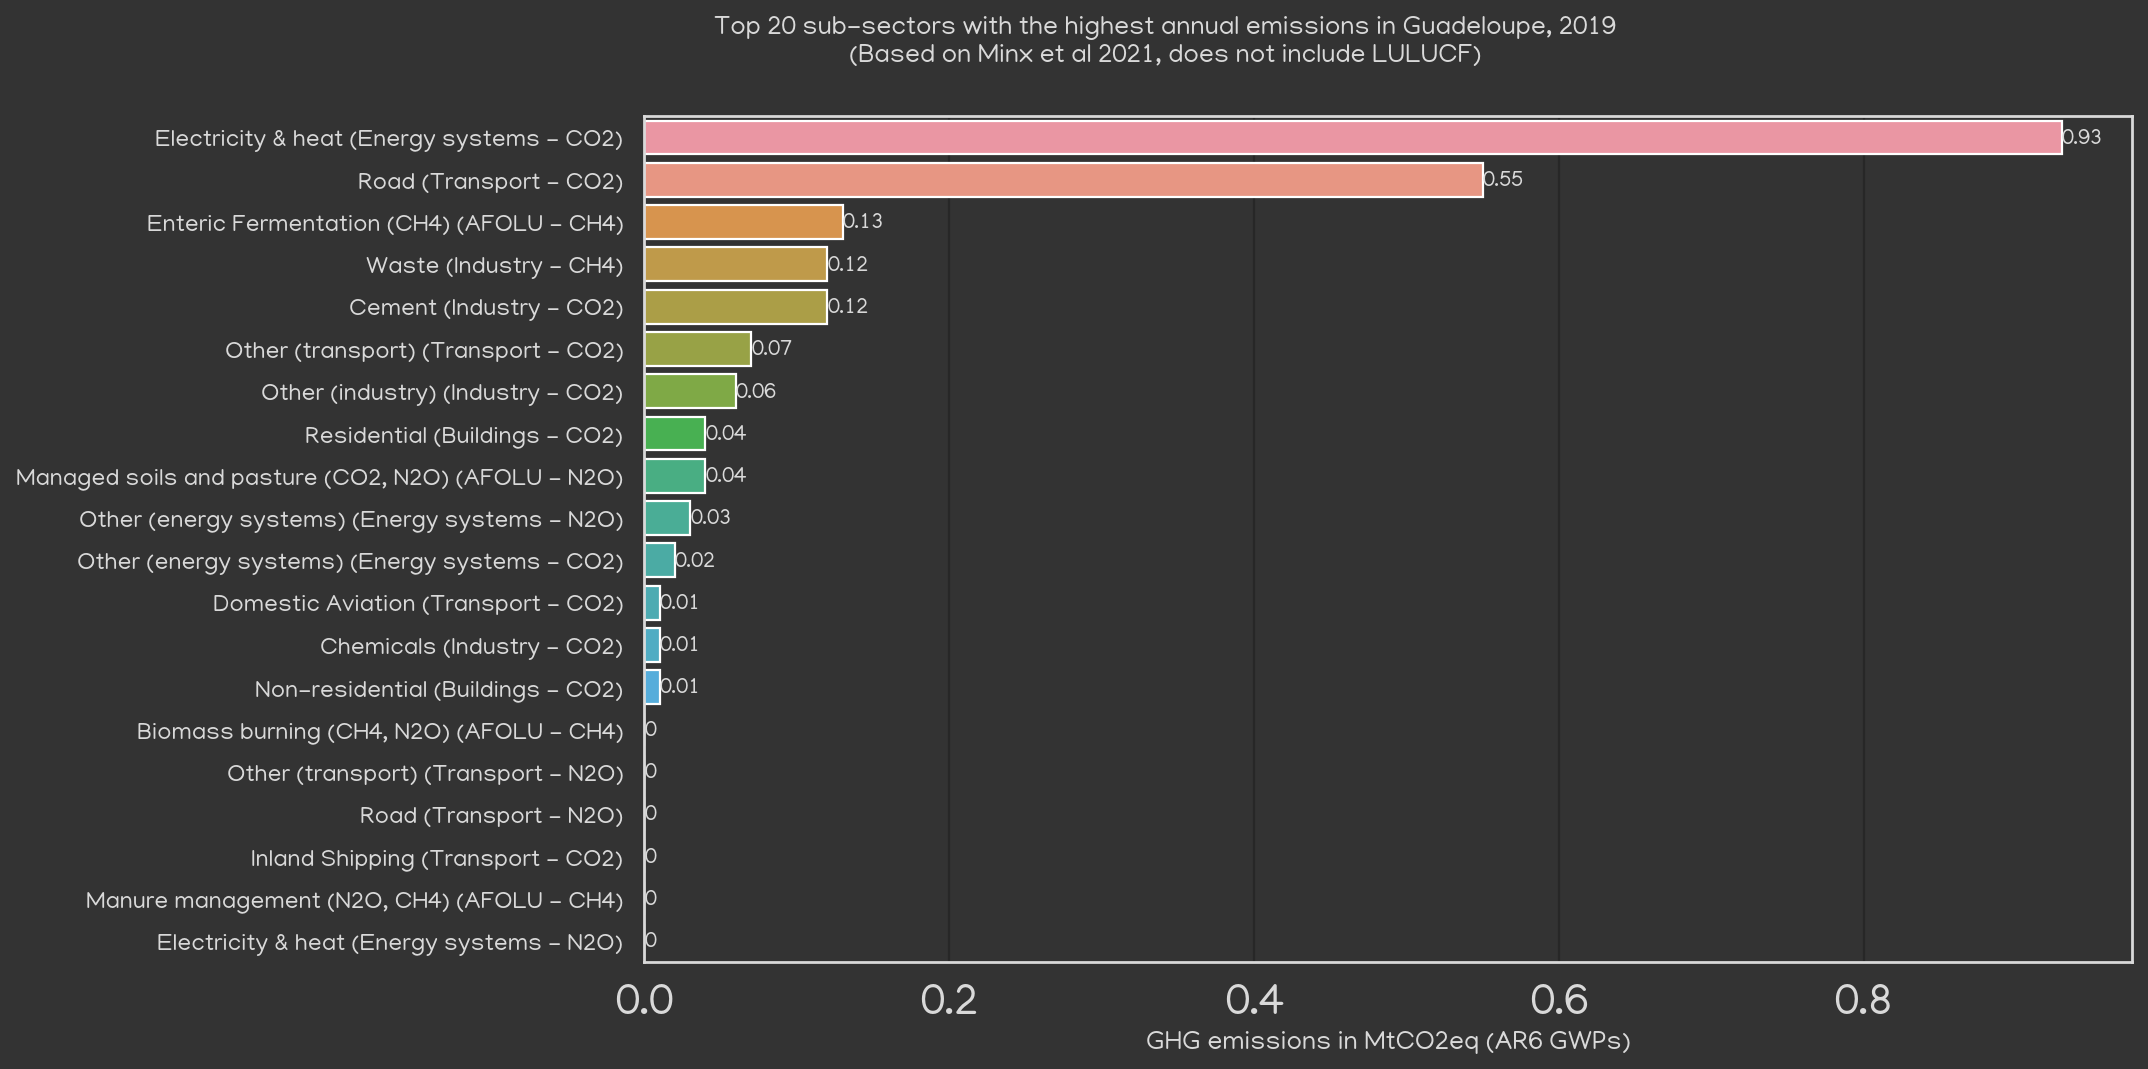 Top 20 sub-sectors with the highest annual emissions in Guadeloupe, 2019
(Based on Minx et al 2021, does not include LULUCF)
Electricity & heat (Energy systems - CO2) 0.93
Road (Transport - CO2) 0.55
Enteric Fermentation (CH4) (AFOLU - CH4) 0.13
Waste (Industry - CH4) 0.12
Cement (Industry - CO2) 0.12
Other (transport) (Transport - CO2) 0.07
Other (industry) (Industry - CO2) 0.06
Residential (Buildings - CO2) 0.04
Managed soils and pasture (CO2, N2O) (AFOLU - N2O) 0.04
Other (energy systems) (Energy systems - N2O) 0.03
Other (energy systems) (Energy systems - CO2) 0.02
Domestic Aviation (Transport - CO2) 0.01
Chemicals (Industry - CO2) 0.01
Non-residential (Buildings - CO2) 0.01
Biomass burning (CH4, N2O) (AFOLU - CH4) 0
Other (transport) (Transport - N2O) 0
Road (Transport - N2O) 0
Inland Shipping (Transport - CO2) 0
Manure management (N2O, CH4) (AFOLU - CH4) 0
Electricity & heat (Energy systems - N2O) 0
0.0 0.2 0.4 0.6 0.8
GHG emissions in MtCO2eq (AR6 GWPs)